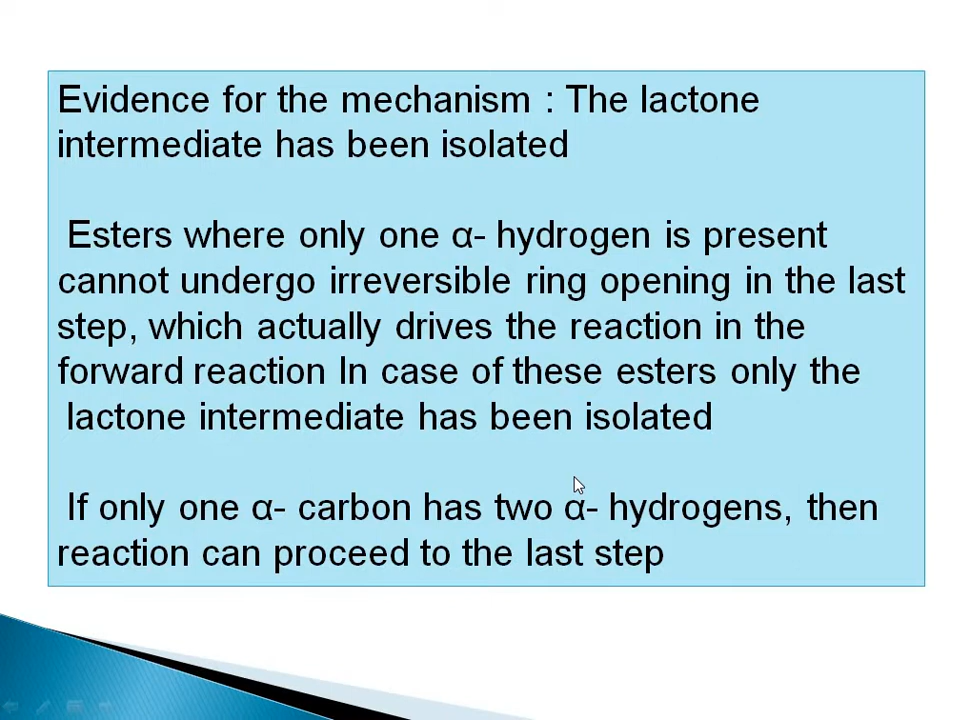 Evidence for the mechanism : The lactone
intermediate has been isolated
Esters where only one α- hydrogen is present
cannot undergo irreversible ring opening in the last
step, which actually drives the reaction in the
forward reaction In case of these esters only the
lactone intermediate has been isolated
If only one α- carbon has two α- hydrogens, then
reaction can proceed to the last step